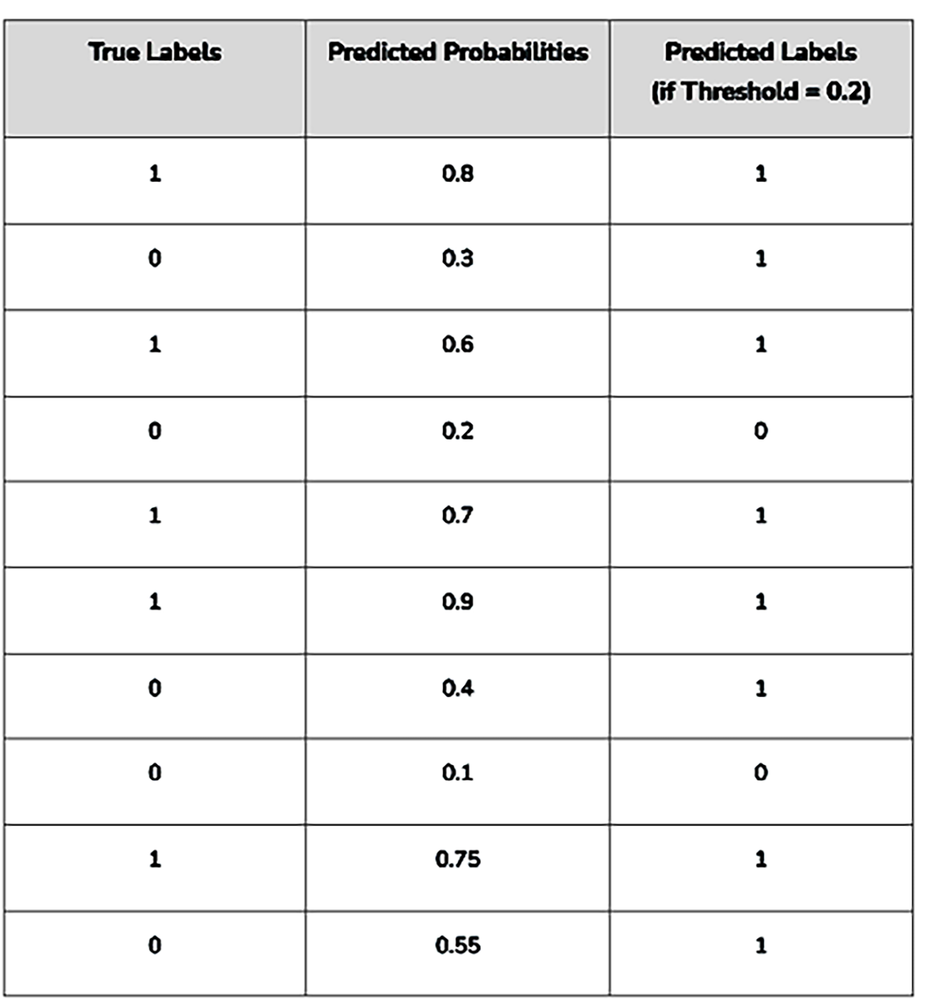 True Labels Predicted Probabilities Predicted Labels
(if Threshold = 0.2)
1 0.8 1
0 0.3 1
1 0.6 1
0 0.2 0
1 0.7 1
1 0.9 1
0 0.4 1
0 0.1 0
1 0.75 1
0 0.55 1